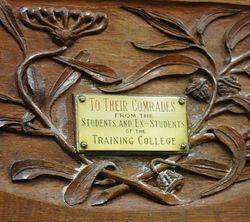 To Their Comrades
from the
Students and Ex-Students
of the
Training College